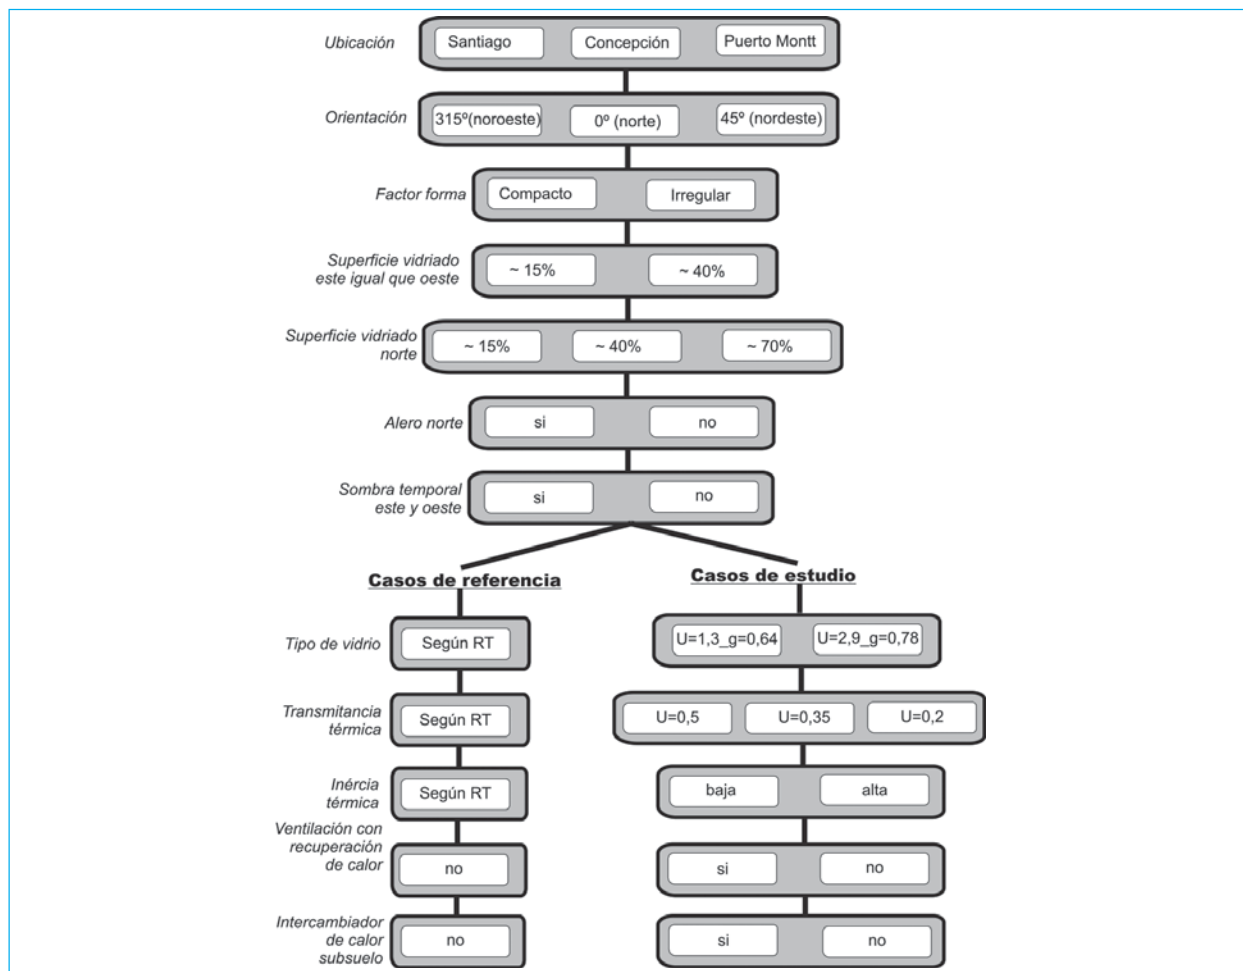 Ubicación
Santiago
Concepción
Puerto Montt
Orientación
315º(noroeste)
0º (norte)
45º (nordeste)
Factor forma
Compacto
Irregular
Superficie vidriado
este igual que oeste
~ 15%
~ 40%
Superficie vidriado
norte
~ 15%
~ 40%
~ 70%
Alero norte
si
no
Sombra temporal
este y oeste
si
no
Casos de referencia
Casos de estudio
Tipo de vidrio
Según RT
U=1,3_g=0,64
U=2,9_g=0,78
Transmitancia
térmica
Según RT
U=0,5
U=0,35
U=0,2
Inércia
térmica
Según RT
baja
alta
Ventilación con
recuperación
de calor
no
si
no
Intercambiador
de calor
subsuelo
no
si
no